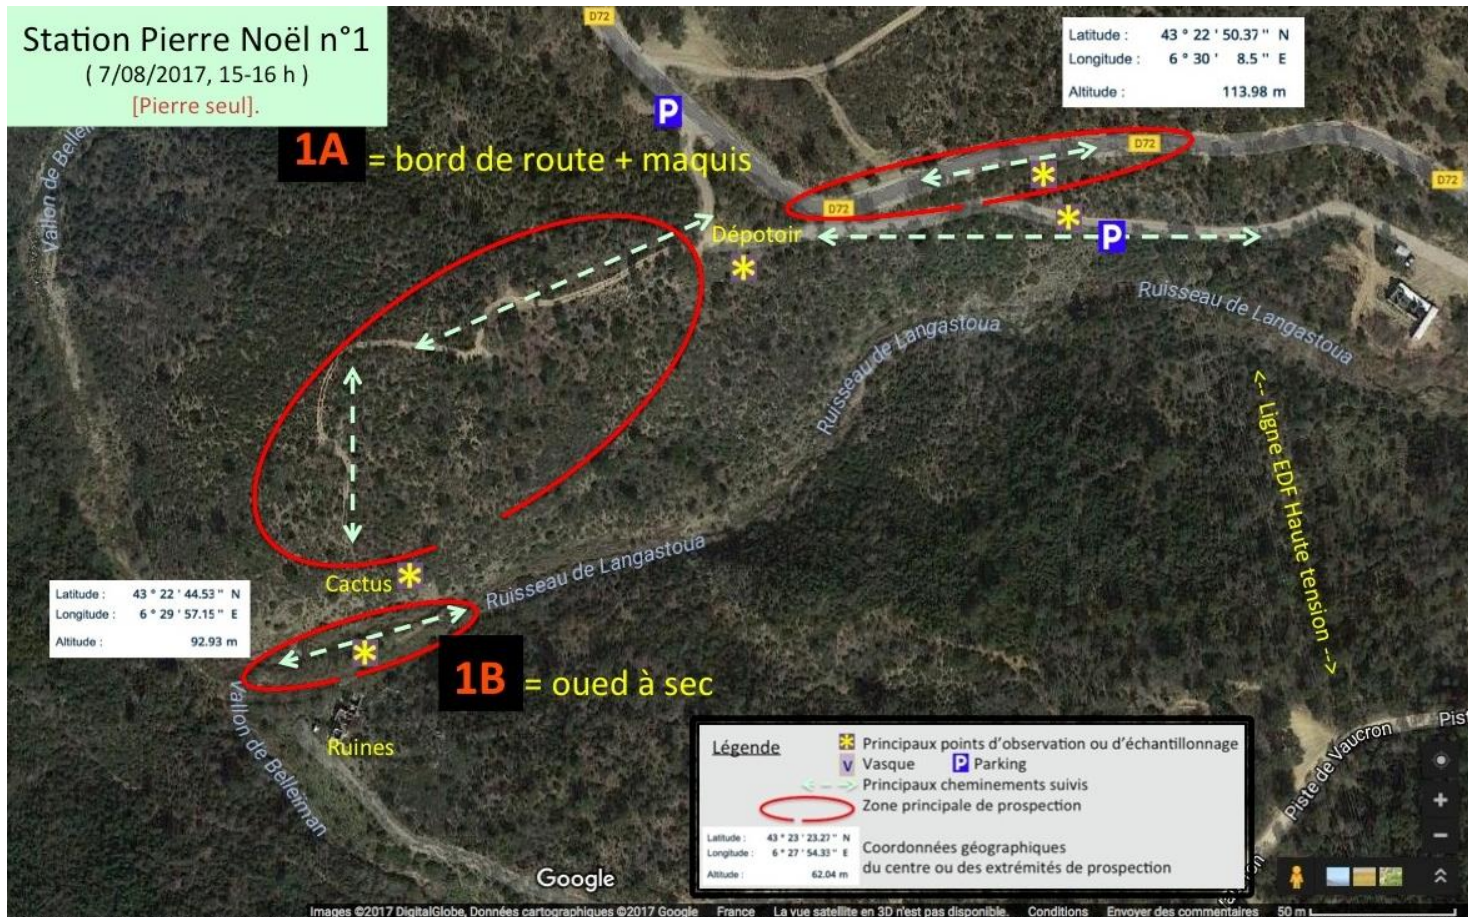 Station Pierre Noël n°1
( 7/08/2017, 15-16 h )
[Pierre seul].
D72
Latitude : 43 ° 22 ' 50.37 " N
Longitude : 6 ° 30 ' 8.5 " E
Altitude : 113.98 m
P
1A = bord de route + maquis
D72
D72
D72
Dépotoir
P
Ruisseau de Langastoua
Ruisseau de Langastoua
<--- Ligne EDF Haute tension -->
Ruisseau de Langastoua
Cactus
Latitude : 43 ° 22 ' 44.53 " N
Longitude : 6 ° 29 ' 57.15 " E
Altitude : 92.93 m
1B = oued à sec
Vallon de Belleiman
Ruines
Piste de Vaucron
Légende
Principaux points d'observation ou d'échantillonnage
V Vasque P Parking
Principaux cheminements suivis
Zone principale de prospection
Latitude : 43 ° 23 ' 23.27 " N
Longitude : 6 ° 27 ' 54.33 " E
Altitude : 62.04 m
Coordonnées géographiques
du centre ou des extrémités de prospection
Google
Images ©2017 DigitalGlobe, Données cartographiques ©2017 Google France La vue satellite en 3D n'est pas disponible. Conditions Envoyer des commentaires 50 m